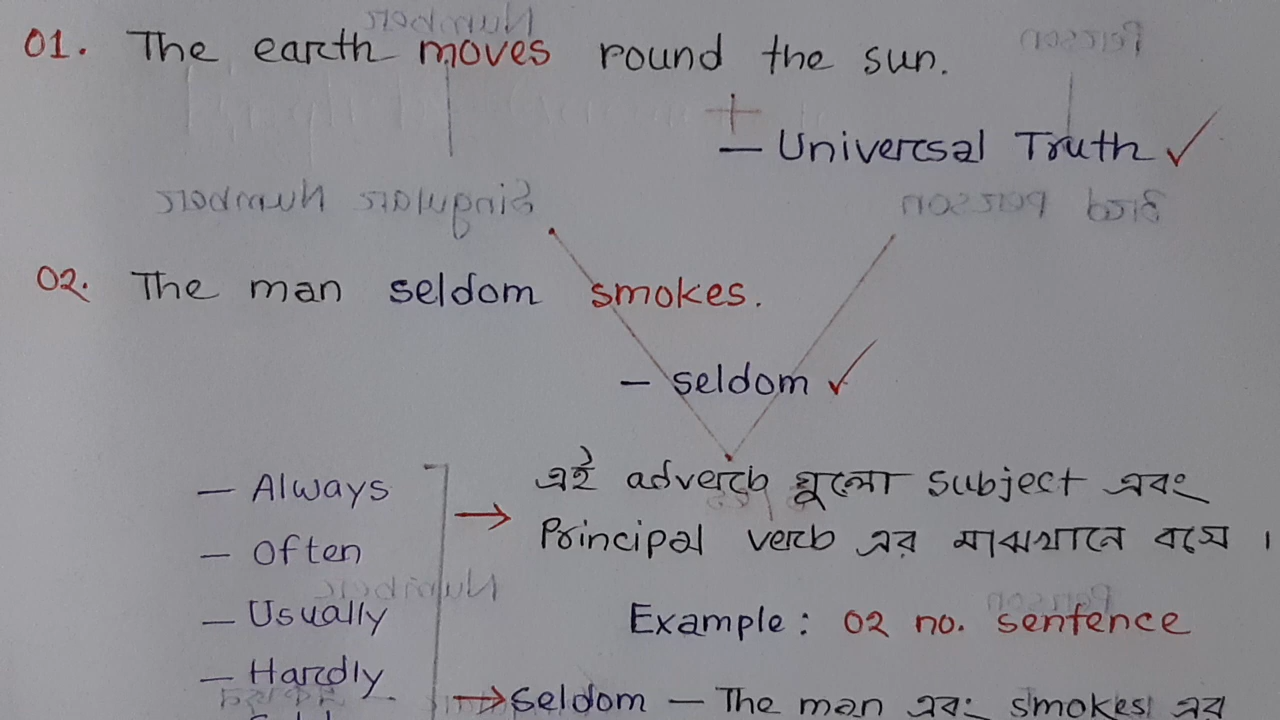 01. The earth moves round the sun.
— Universal Truth ✓
02. The man seldom smokes.
— seldom ✓
— Always
— Often
— Usually
— Hardly
→ এই adverb গুলো subject এবং
Principal verb এর মাঝখানে বসে ।
Example : 02 no. sentence
→ Seldom — The man এবং smokes এর